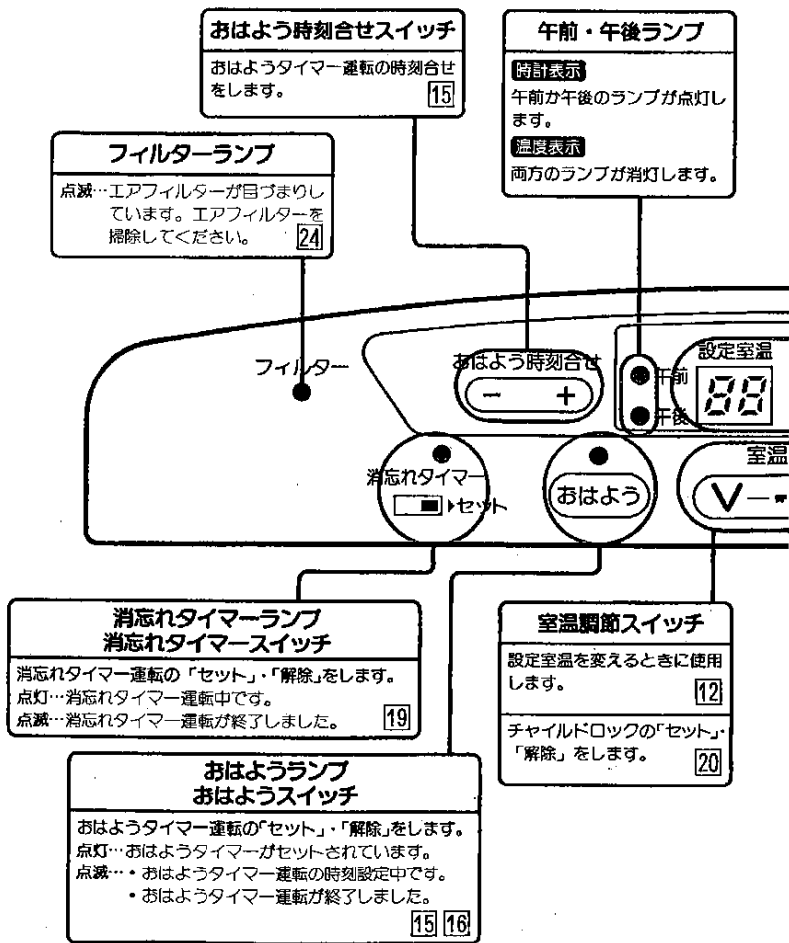 おはよう時刻合せスイッチ
おはようタイマー運転の時刻合せ
をします。 15
午前・午後ランプ
時計表示
午前か午後のランプが点灯し
ます。
温度表示
両方のランプが消灯します。
フィルターランプ
点滅…エアフィルターが目づまりし
ています。エアフィルターを
掃除してください。 24
フィルター
おはよう時刻合せ
− +
午前
午後
設定室温
88
消忘れタイマー
セット
おはよう
室温
∨
消忘れタイマーランプ
消忘れタイマースイッチ
消忘れタイマー運転の「セット」・「解除」をします。
点灯…消忘れタイマー運転中です。
点滅…消忘れタイマー運転が終了しました。 19
室温調節スイッチ
設定室温を変えるときに使用
します。 12
チャイルドロックの「セット」・
「解除」をします。 20
おはようランプ
おはようスイッチ
おはようタイマー運転の「セット」・「解除」をします。
点灯…おはようタイマーがセットされています。
点滅…・おはようタイマー運転の時刻設定中です。
・おはようタイマー運転が終了しました。
15 16